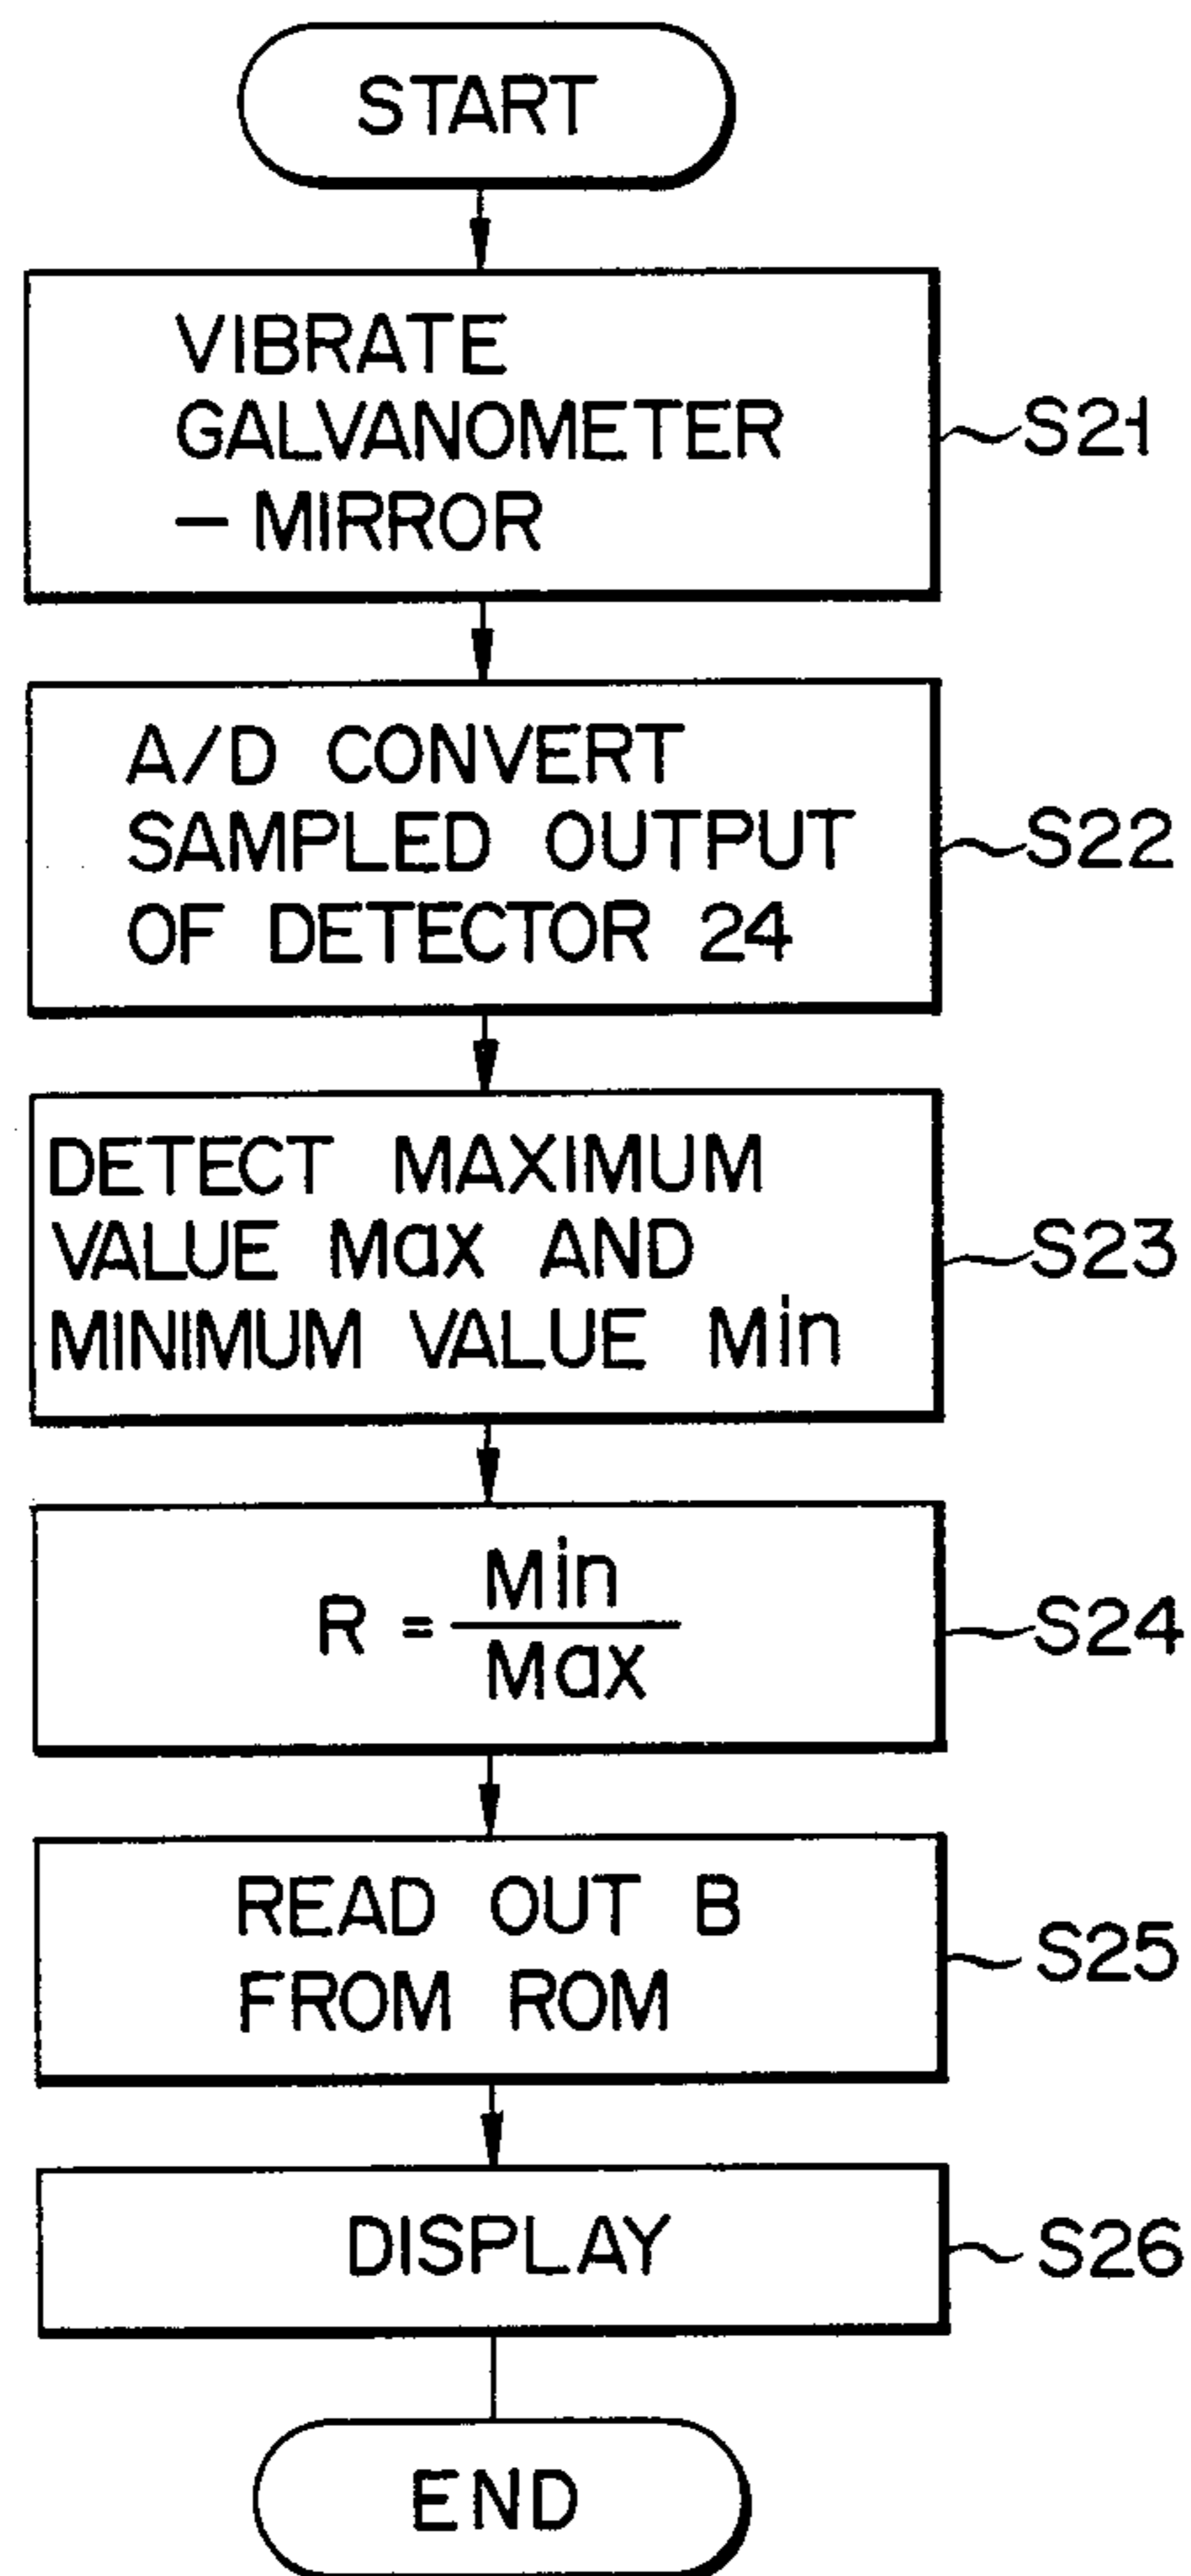 START
VIBRATE
GALVANOMETER
– MIRROR
S21
A/D CONVERT
SAMPLED OUTPUT
OF DETECTOR 24
S22
DETECT MAXIMUM
VALUE Max AND
MINIMUM VALUE Min
S23
R = Min
Max
S24
READ OUT B
FROM ROM
S25
DISPLAY
S26
END